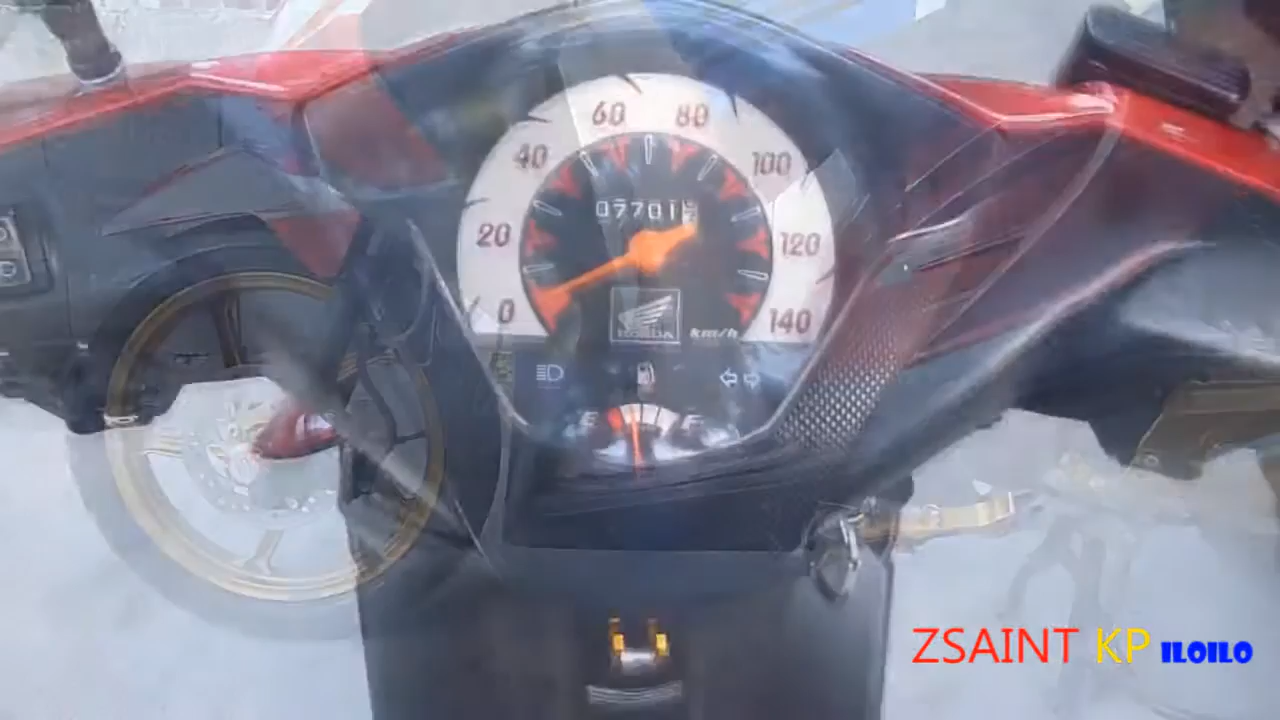 60 80
40 100
20 120
0 140
HONDA km/h
E F
ZSAINT KP ILOILO